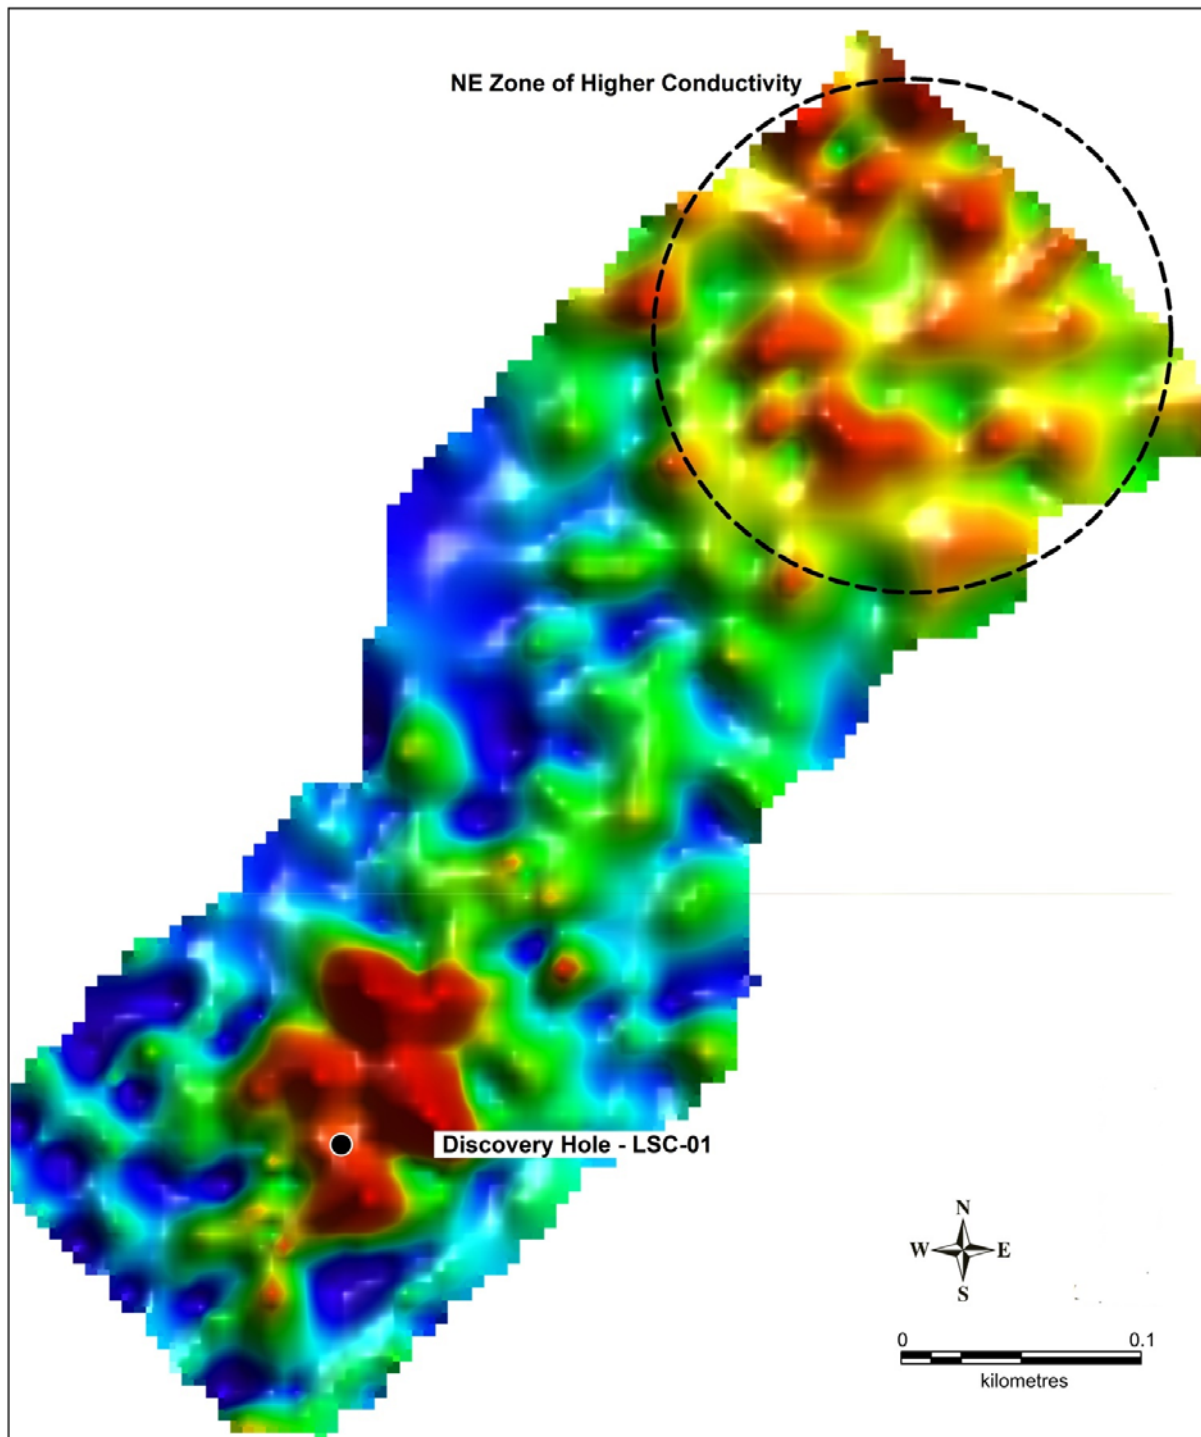 NE Zone of Higher Conductivity
Discovery Hole - LSC-01
N
W E
S
0 0.1
kilometres